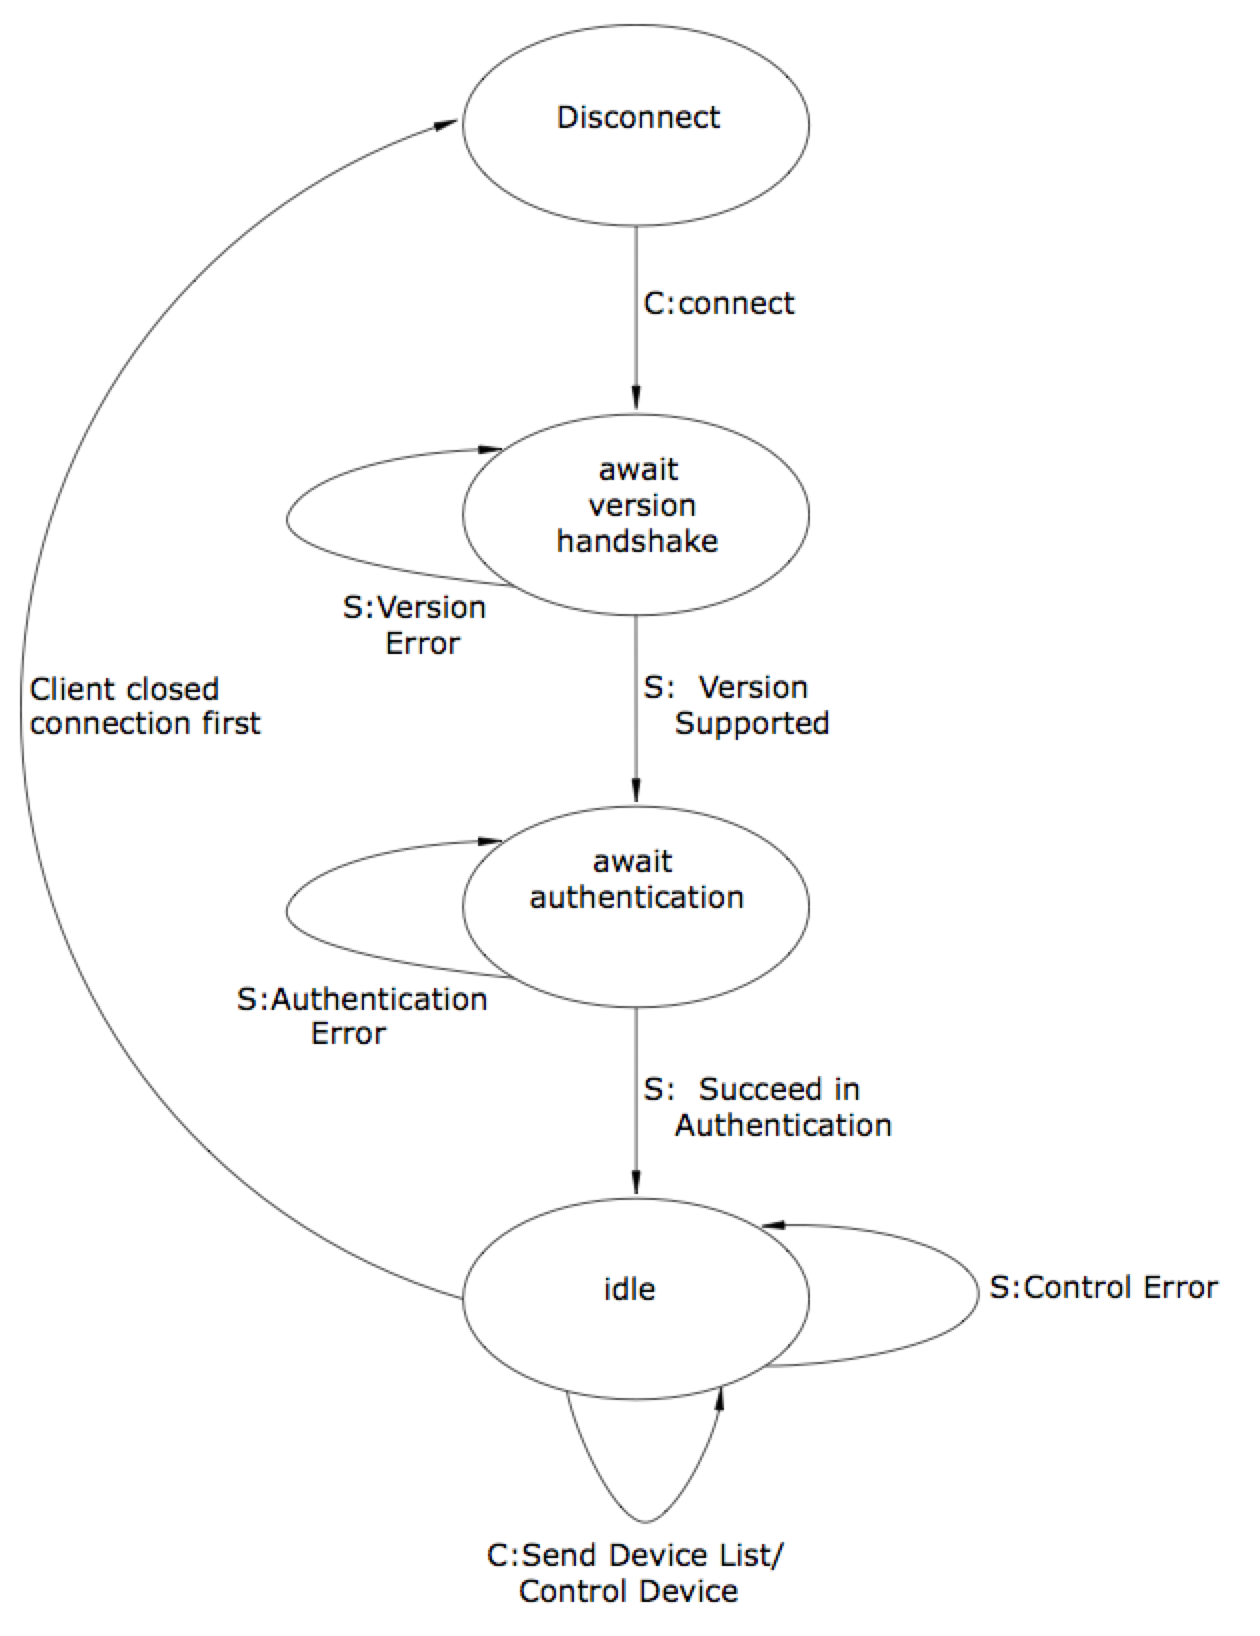 Disconnect
C:connect
await
version
handshake
S:Version
Error
Client closed
connection first
S: Version
Supported
await
authentication
S:Authentication
Error
S: Succeed in
Authentication
idle
S:Control Error
C:Send Device List/
Control Device